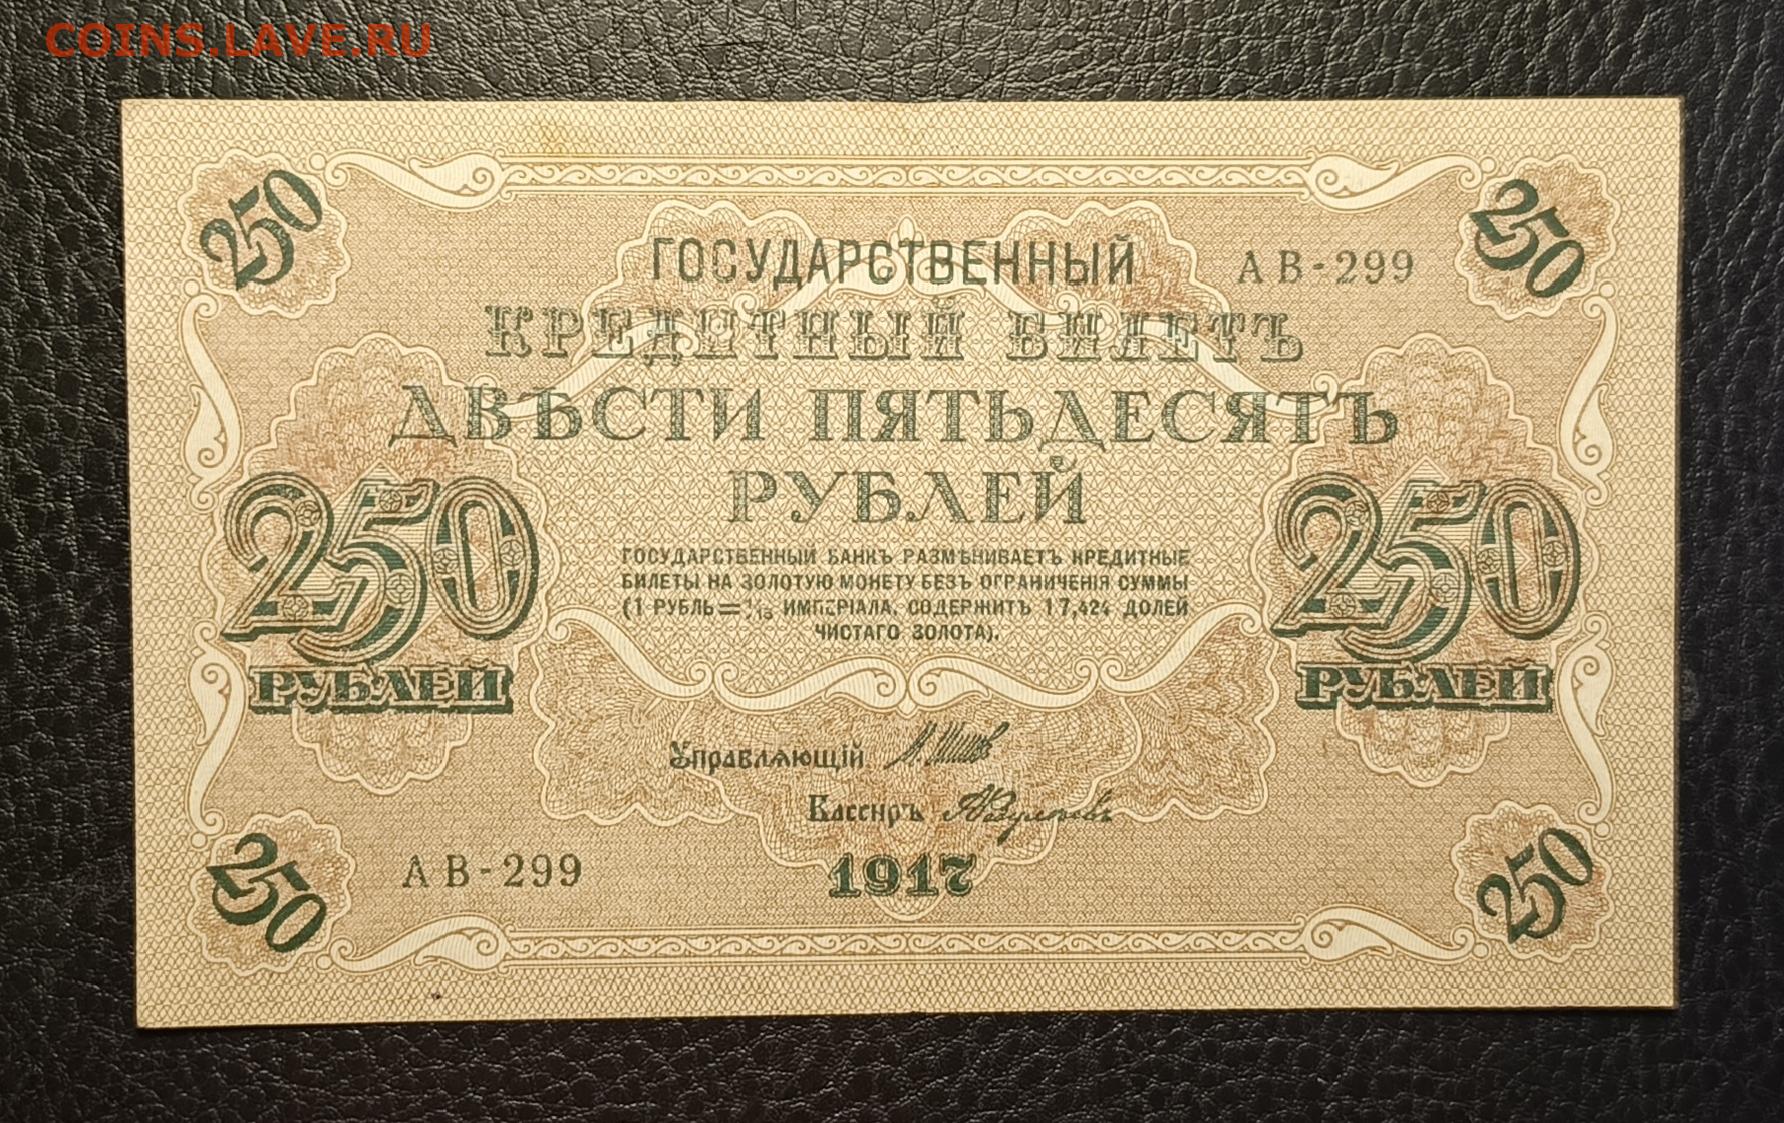 COINS.LAVE.RU
250
250
ГОСУДАРСТВЕННЫЙ
АВ-299
КРЕДИТНЫЙ БИЛЕТЪ
ДВѢСТИ ПЯТЬДЕСЯТЪ
РУБЛЕЙ
250
РУБЛЕЙ
250
РУБЛЕЙ
ГОСУДАРСТВЕННЫЙ БАНКЪ РАЗМѢНИВАЕТЪ КРЕДИТНЫЕ
БИЛЕТЫ НА ЗОЛОТУЮ МОНЕТУ БЕЗЪ ОГРАНИЧЕНІЯ СУММЫ
(1 РУБЛЬ = 1/15 ИМПЕРІАЛА, СОДЕРЖИТЪ 17,424 ДОЛЕЙ
ЧИСТАГО ЗОЛОТА).
Управляющій
Кассиръ
АВ-299
1917
250
250